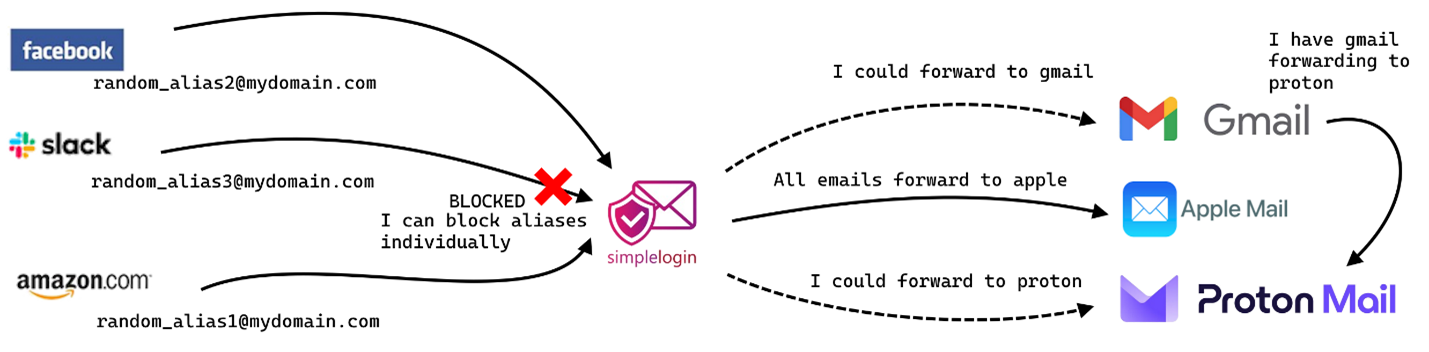 facebook
random_alias2@mydomain.com
slack
random_alias3@mydomain.com
BLOCKED
I can block aliases
individually
amazon.com
random_alias1@mydomain.com
simplelogin
I could forward to gmail
All emails forward to apple
I could forward to proton
I have gmail
forwarding to
proton
Gmail
Apple Mail
Proton Mail